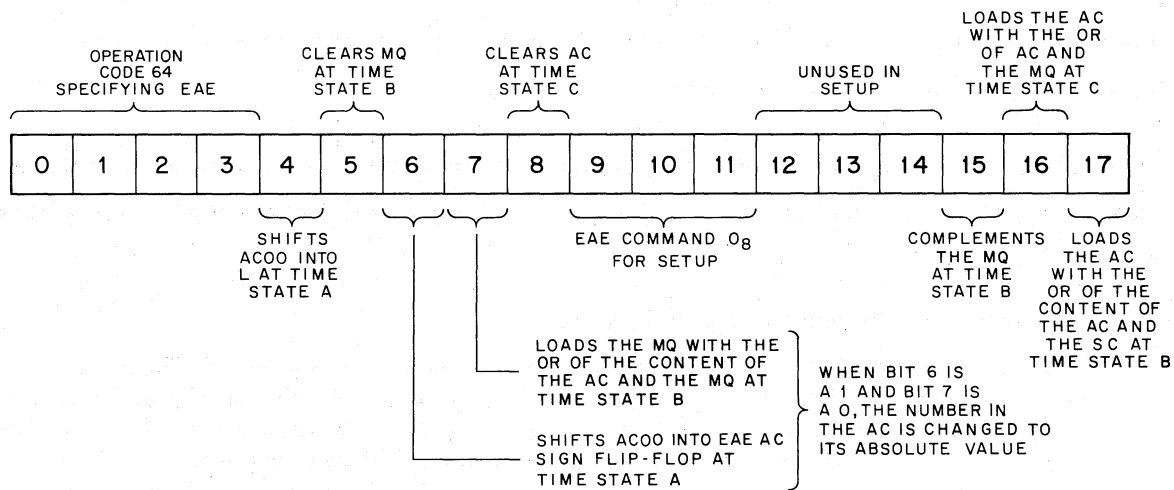 OPERATION
CODE 64
SPECIFYING EAE
CLEARS MQ
AT TIME
STATE B
CLEARS AC
AT TIME
STATE C
UNUSED IN
SETUP
LOADS THE AC
WITH THE OR
OF AC AND
THE MQ AT
TIME STATE C
0 1 2 3 4 5 6 7 8 9 10 11 12 13 14 15 16 17
SHIFTS
AC00 INTO
L AT TIME
STATE A
EAE COMMAND 08
FOR SETUP
COMPLEMENTS
THE MQ
AT TIME
STATE B
LOADS
THE AC
WITH THE
OR OF THE
CONTENT OF
THE AC AND
THE SC AT
TIME STATE B
LOADS THE MQ WITH THE
OR OF THE CONTENT OF
THE AC AND THE MQ AT
TIME STATE B
SHIFTS AC00 INTO EAE AC
SIGN FLIP-FLOP AT
TIME STATE A
WHEN BIT 6 IS
A 1 AND BIT 7 IS
A 0, THE NUMBER IN
THE AC IS CHANGED TO
ITS ABSOLUTE VALUE